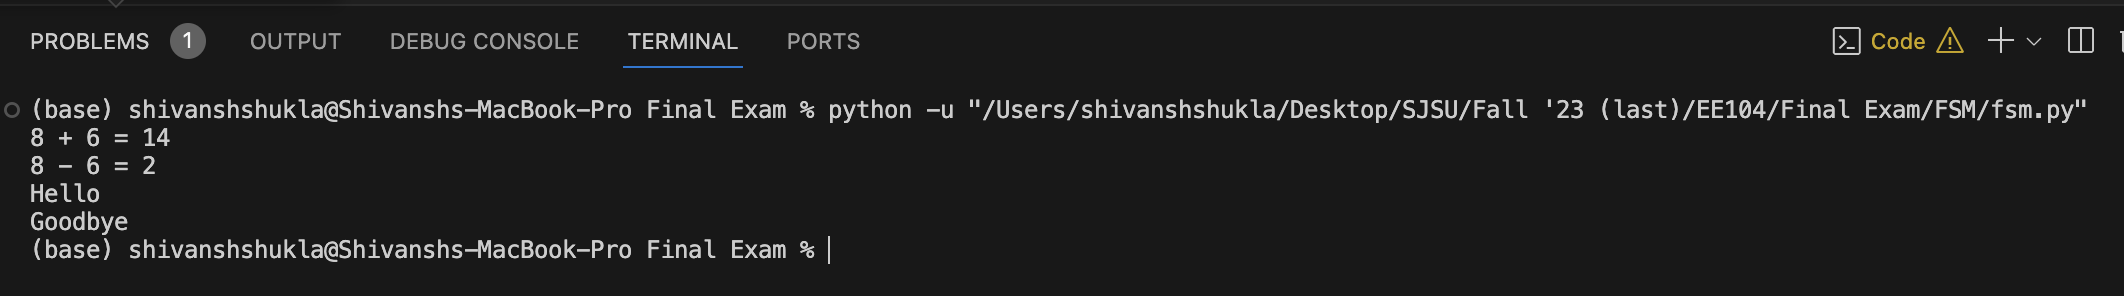 PROBLEMS 1 OUTPUT DEBUG CONSOLE TERMINAL PORTS Code
(base) shivanshshukla@Shivanshs-MacBook-Pro Final Exam % python -u "/Users/shivanshshukla/Desktop/SJSU/Fall '23 (last)/EE104/Final Exam/FSM/fsm.py"
8 + 6 = 14
8 - 6 = 2
Hello
Goodbye
(base) shivanshshukla@Shivanshs-MacBook-Pro Final Exam %